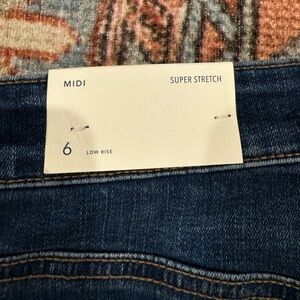 MIDI SUPER STRETCH
6 LOW RISE